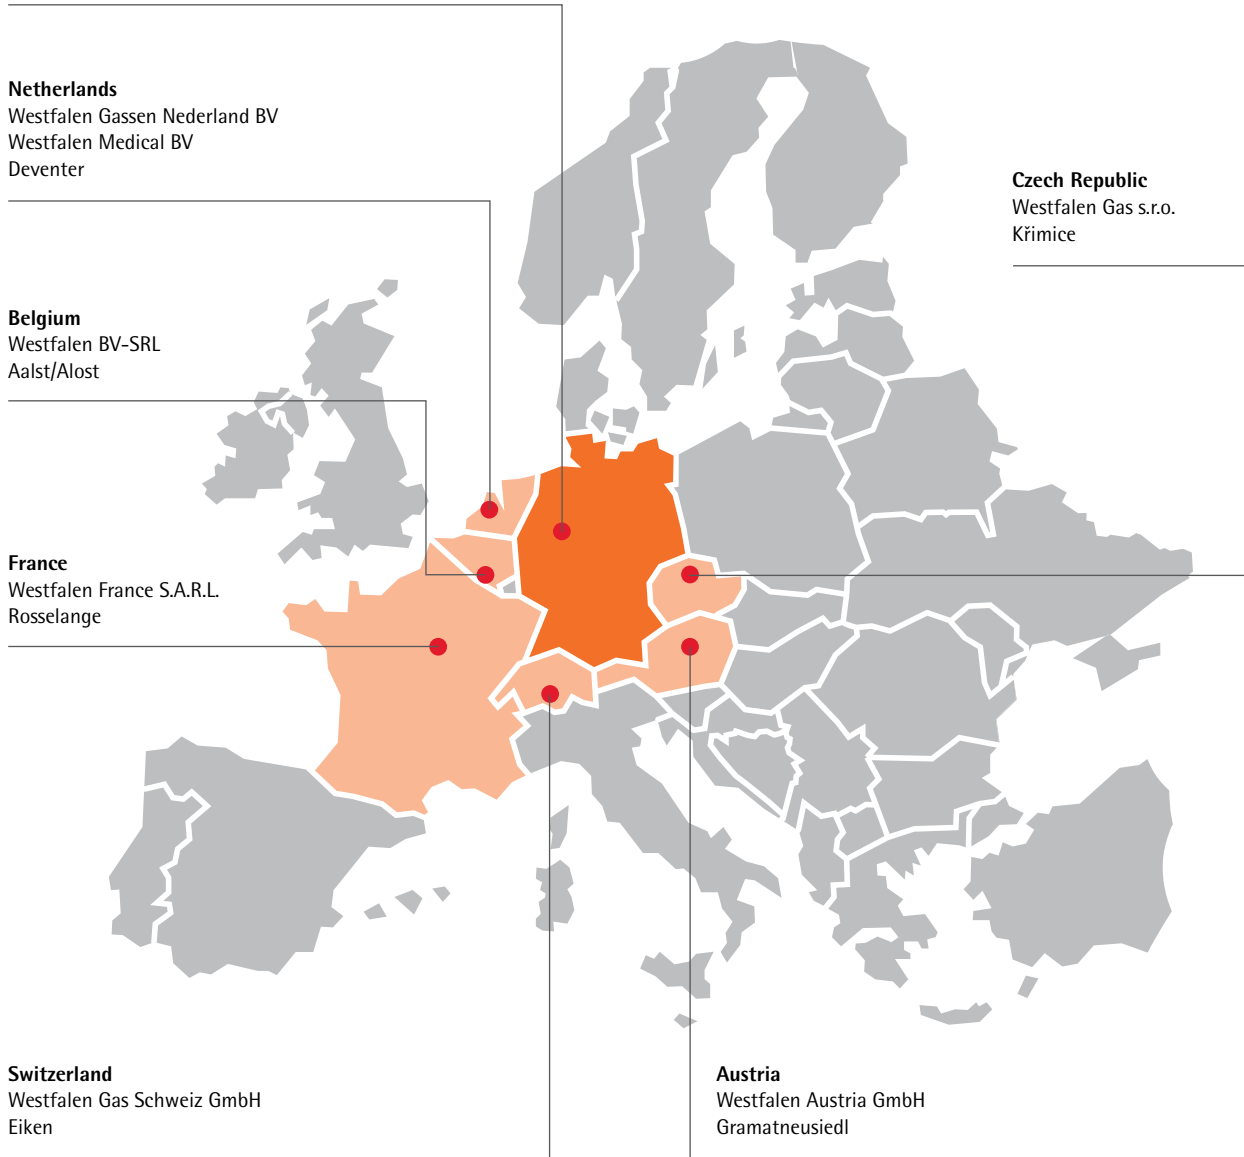 Netherlands
Westfalen Gassen Nederland BV
Westfalen Medical BV
Deventer
Czech Republic
Westfalen Gas s.r.o.
Křimice
Belgium
Westfalen BV-SRL
Aalst/Alost
France
Westfalen France S.A.R.L.
Rosselange
Switzerland
Westfalen Gas Schweiz GmbH
Eiken
Austria
Westfalen Austria GmbH
Gramatneusiedl